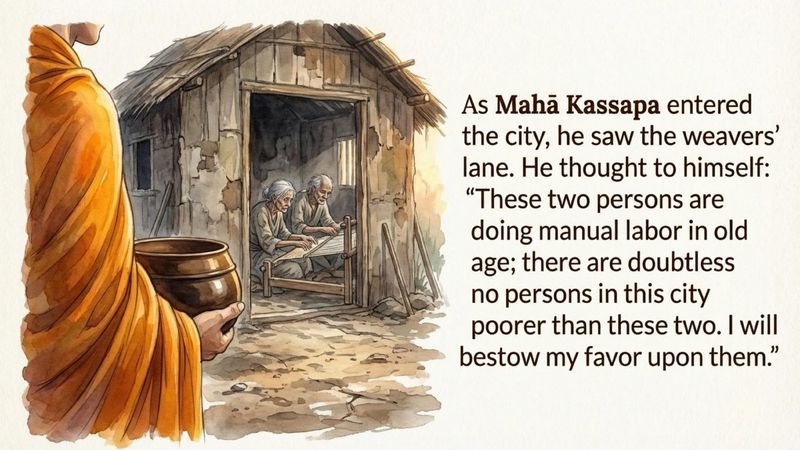 As Mahā Kassapa entered
the city, he saw the weavers’
lane. He thought to himself:
“These two persons are
doing manual labor in old
age; there are doubtless
no persons in this city
poorer than these two. I will
bestow my favor upon them.”